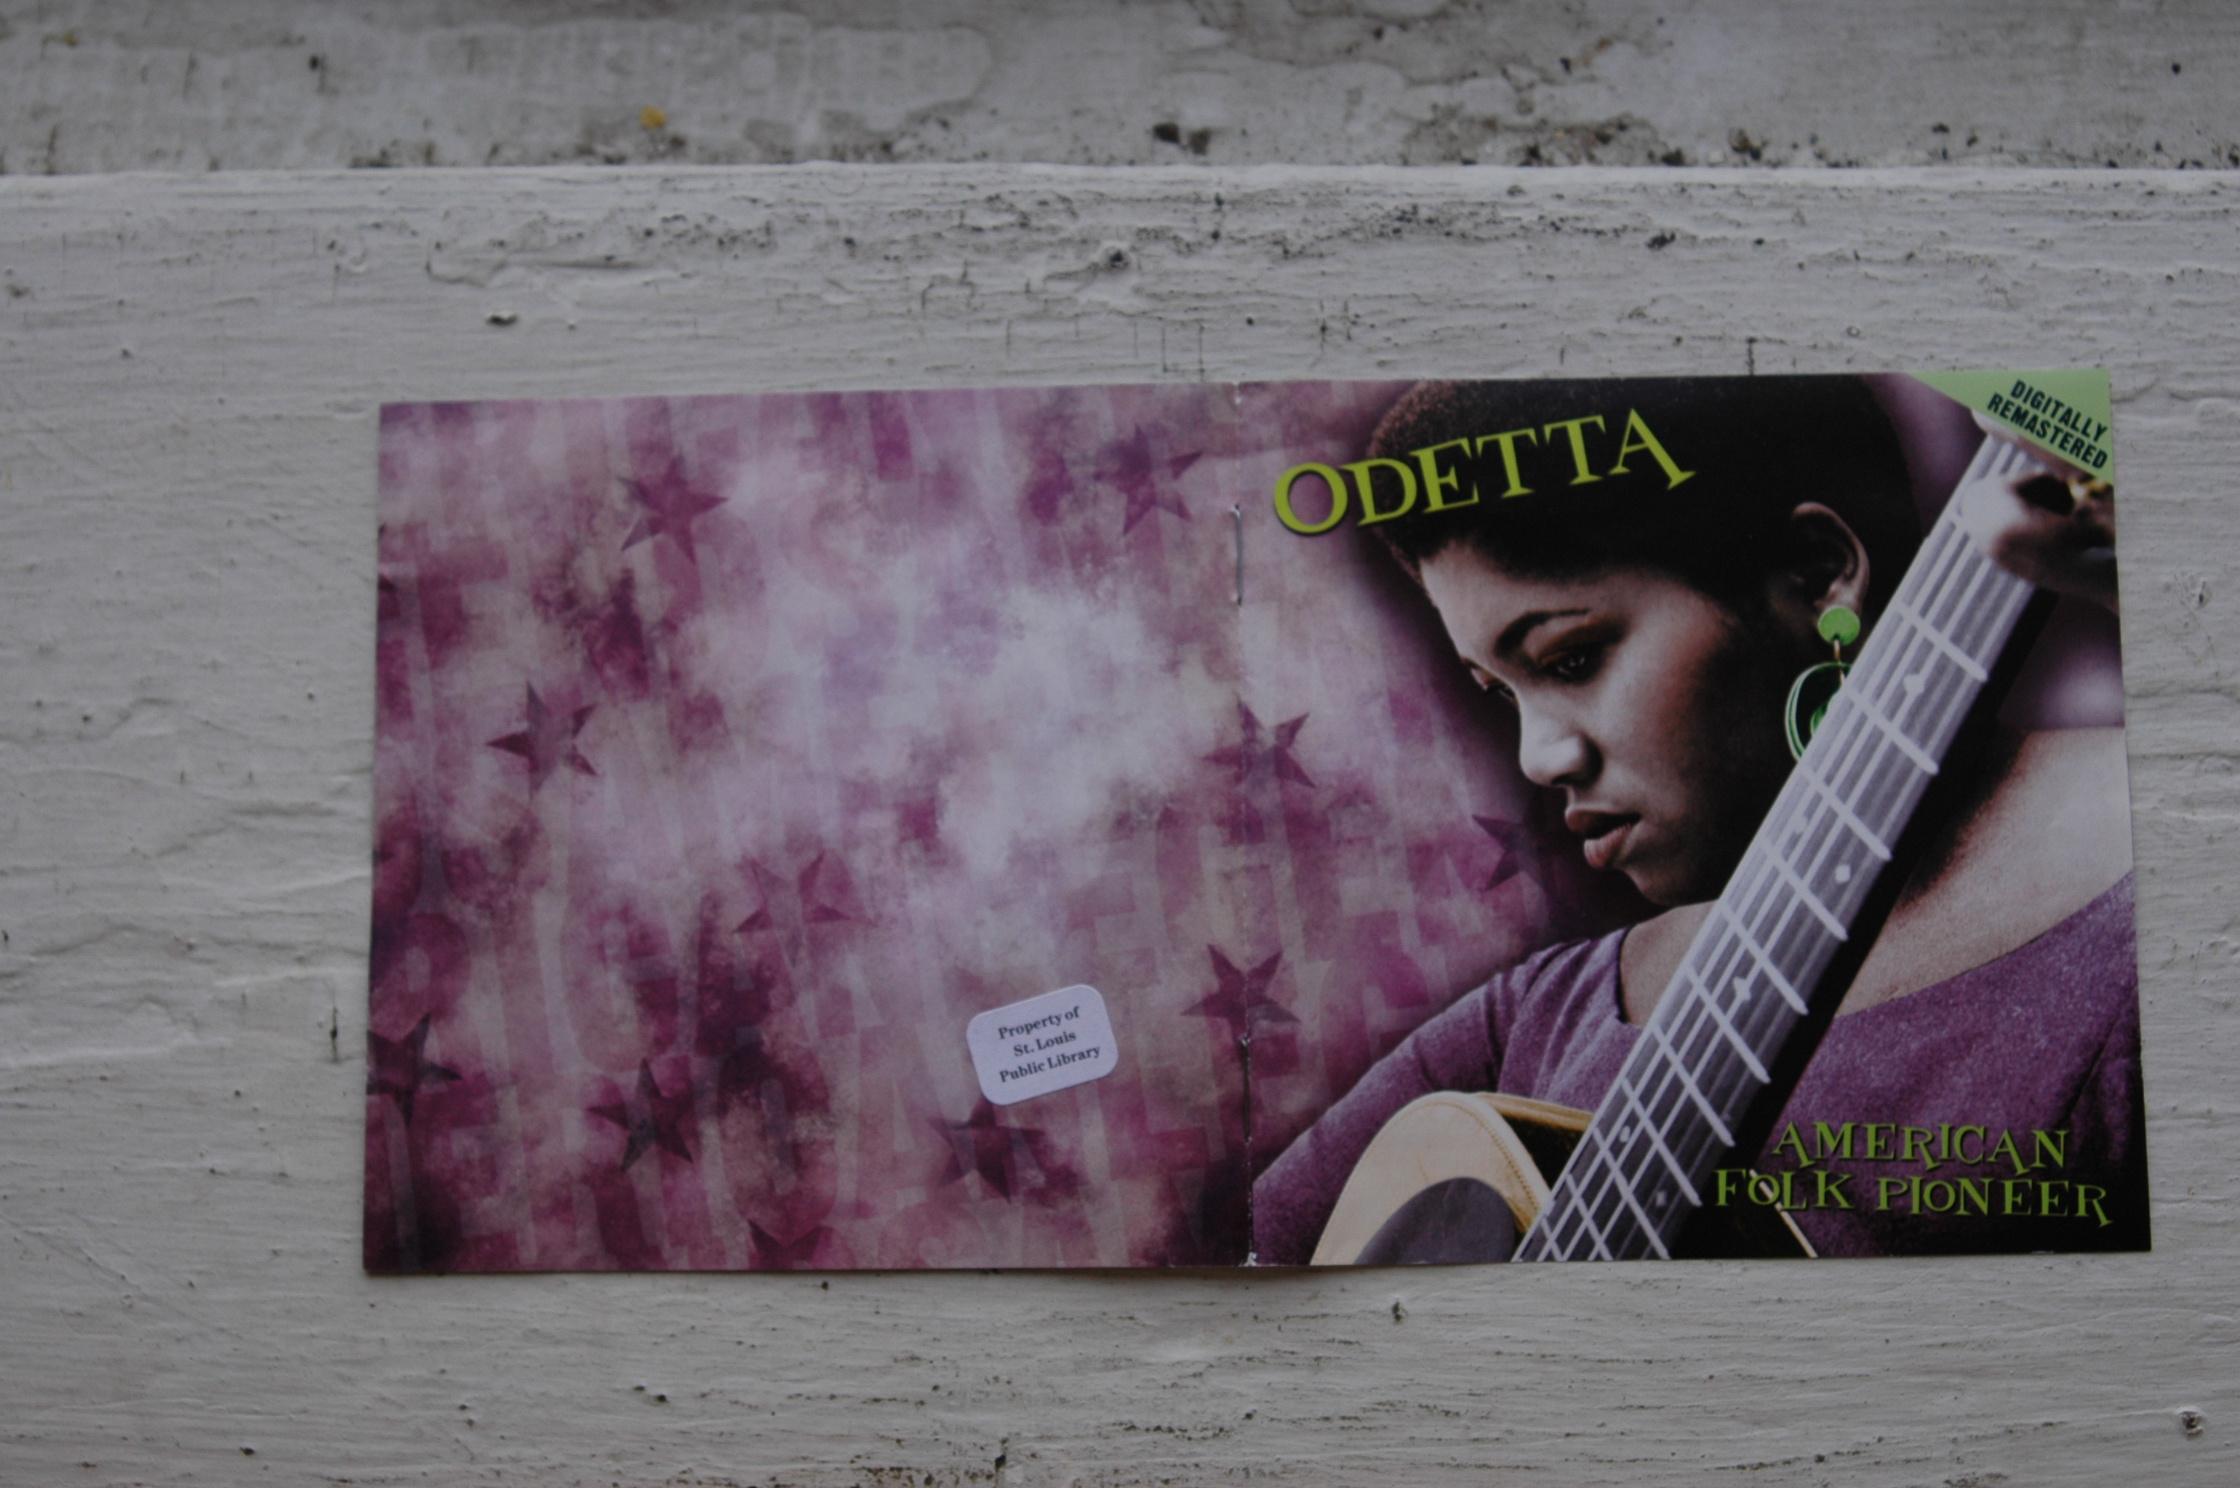 ODETTA
DIGITALLY
REMASTERED
Property of
St. Louis
Public Library
AMERICAN
FOLK PIONEER